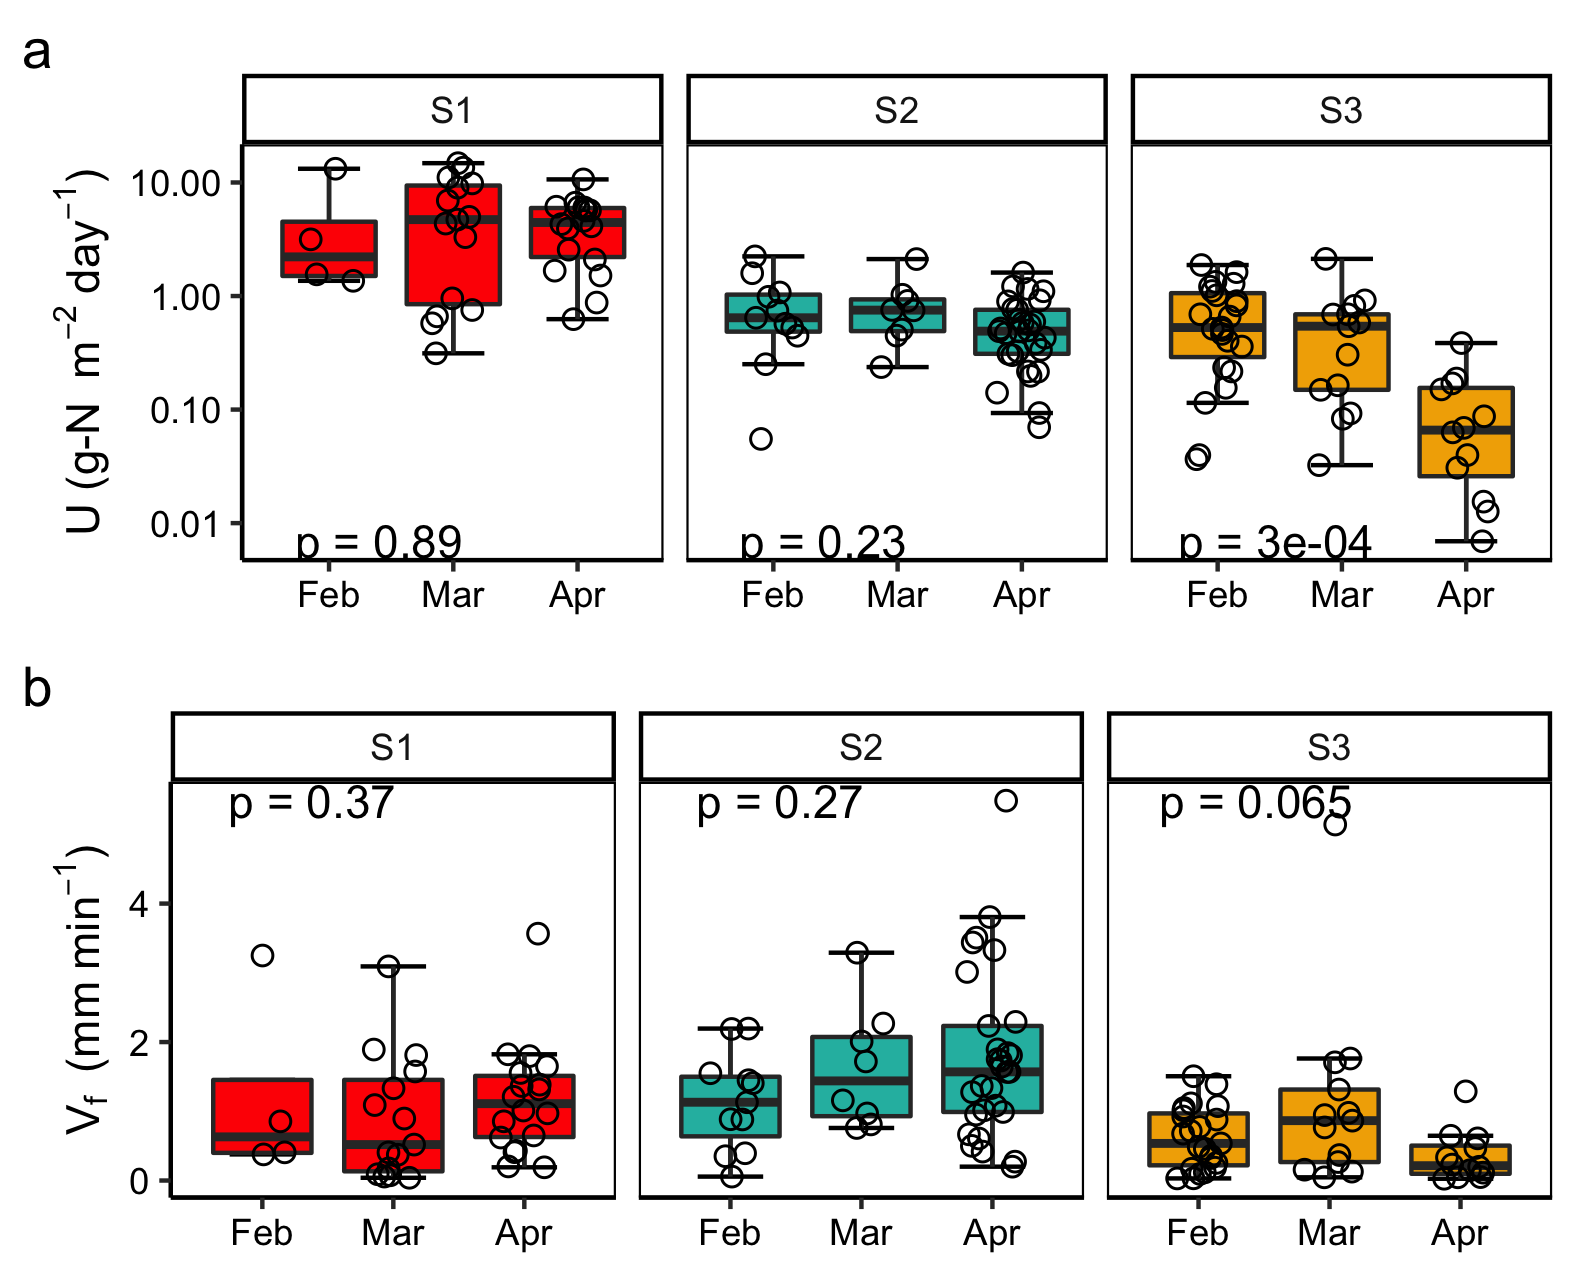 a
S1 S2 S3
U (g-N m⁻² day⁻¹)
10.00
1.00
0.10
0.01
p = 0.89 p = 0.23 p = 3e-04
Feb Mar Apr Feb Mar Apr Feb Mar Apr
b
S1 S2 S3
p = 0.37 p = 0.27 p = 0.065
Vf (mm min⁻¹)
4
2
0
Feb Mar Apr Feb Mar Apr Feb Mar Apr